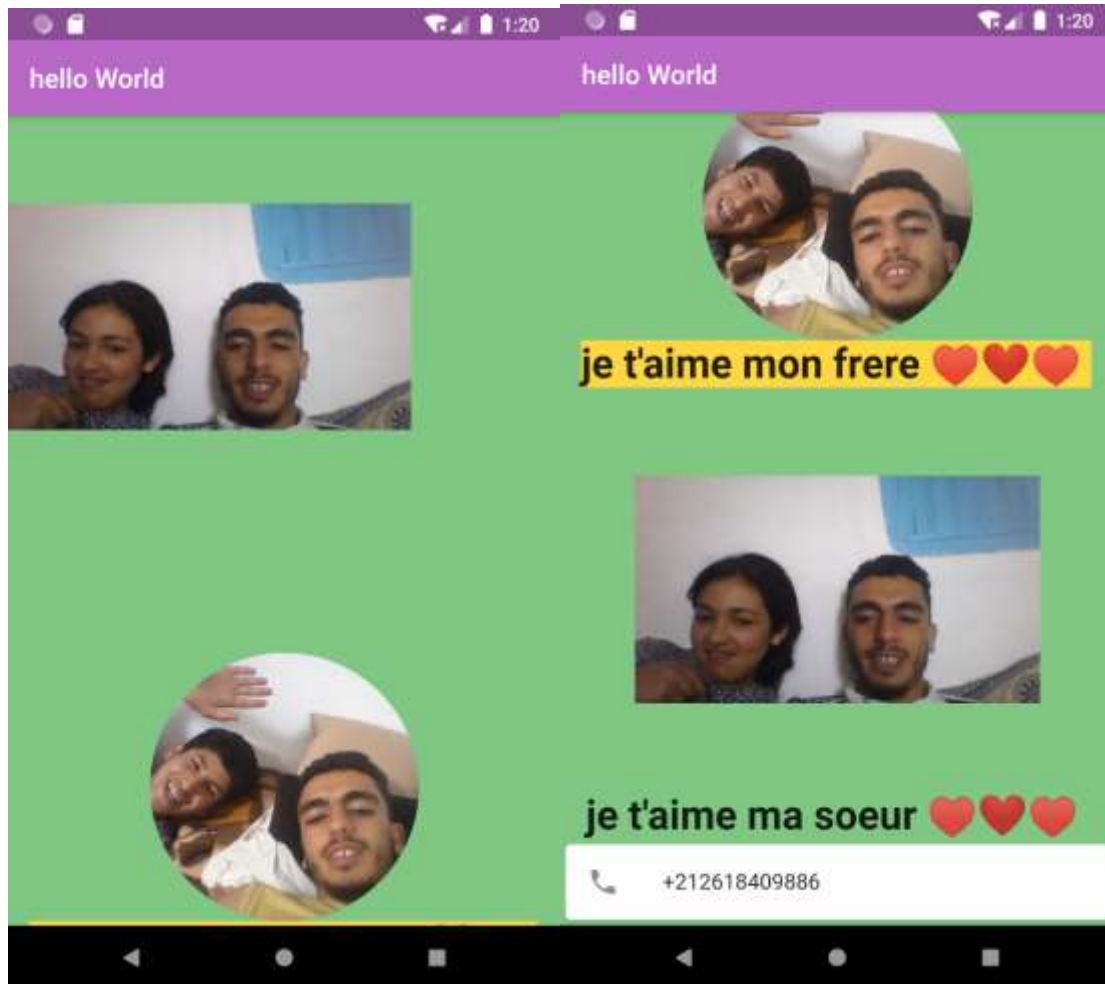 1:20
hello World
1:20
hello World
je t'aime mon frere ♥️❤️♥️
je t'aime ma soeur ♥️❤️♥️
+212618409886